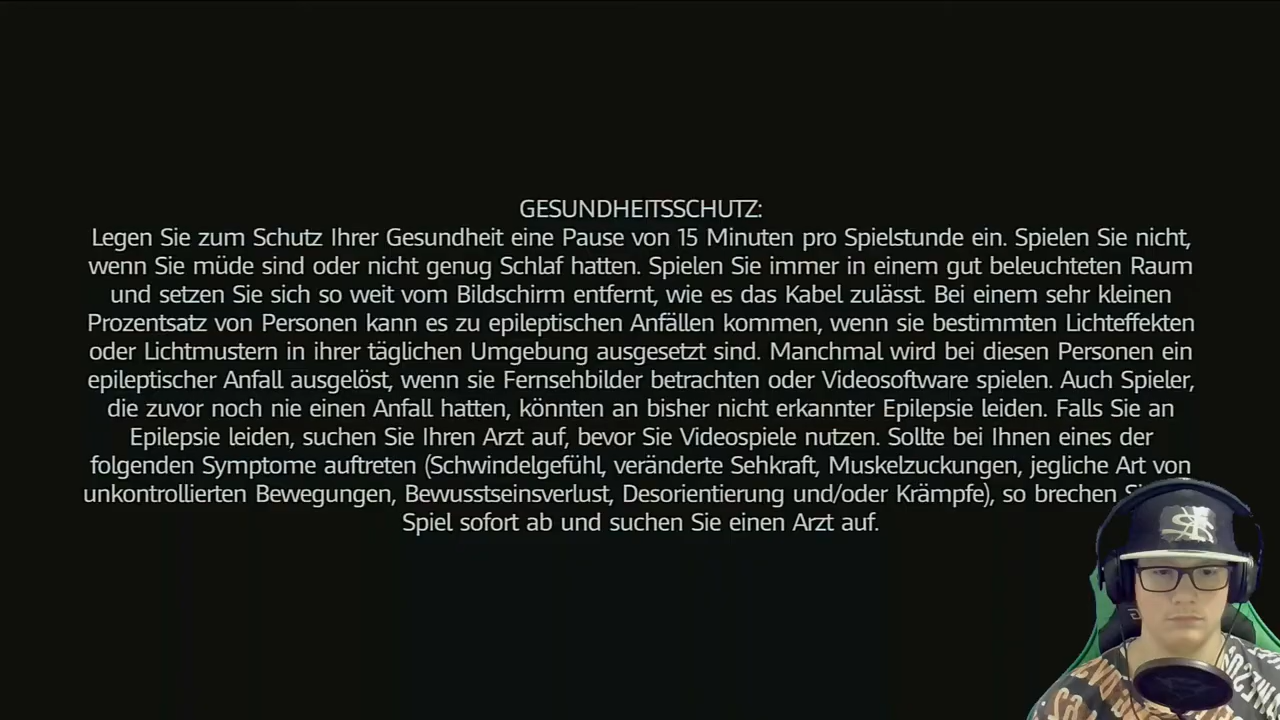 GESUNDHEITSSCHUTZ:
Legen Sie zum Schutz Ihrer Gesundheit eine Pause von 15 Minuten pro Spielstunde ein. Spielen Sie nicht,
wenn Sie müde sind oder nicht genug Schlaf hatten. Spielen Sie immer in einem gut beleuchteten Raum
und setzen Sie sich so weit vom Bildschirm entfernt, wie es das Kabel zulässt. Bei einem sehr kleinen
Prozentsatz von Personen kann es zu epileptischen Anfällen kommen, wenn sie bestimmten Lichteffekten
oder Lichtmustern in ihrer täglichen Umgebung ausgesetzt sind. Manchmal wird bei diesen Personen ein
epileptischer Anfall ausgelöst, wenn sie Fernsehbilder betrachten oder Videosoftware spielen. Auch Spieler,
die zuvor noch nie einen Anfall hatten, könnten an bisher nicht erkannter Epilepsie leiden. Falls Sie an
Epilepsie leiden, suchen Sie Ihren Arzt auf, bevor Sie Videospiele nutzen. Sollte bei Ihnen eines der
folgenden Symptome auftreten (Schwindelgefühl, veränderte Sehkraft, Muskelzuckungen, jegliche Art von
unkontrollierten Bewegungen, Bewusstseinsverlust, Desorientierung und/oder Krämpfe), so brechen
Spiel sofort ab und suchen Sie einen Arzt auf.